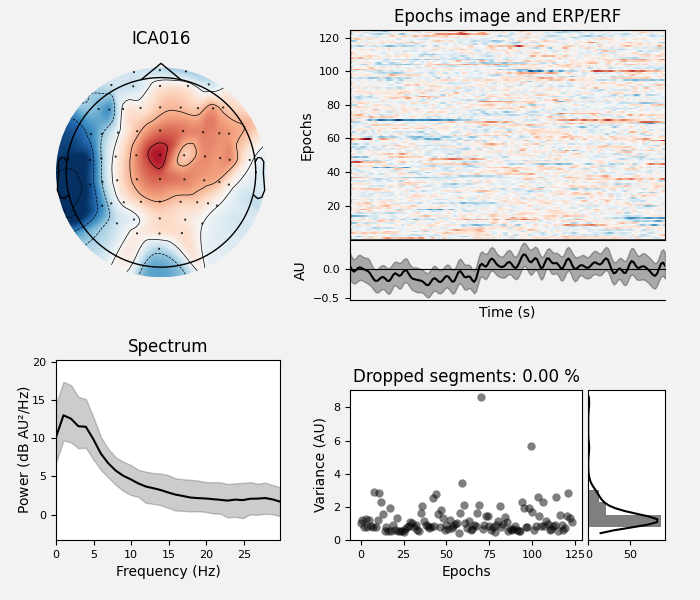 ICA016
Epochs image and ERP/ERF
120
100
80
60
40
20
Epochs
0.0
−0.5
AU
Time (s)
Spectrum
20
15
10
5
0
Power (dB AU²/Hz)
0 5 10 15 20 25
Frequency (Hz)
Dropped segments: 0.00 %
8
6
4
2
0
Variance (AU)
0 25 50 75 100 125
Epochs
0 50